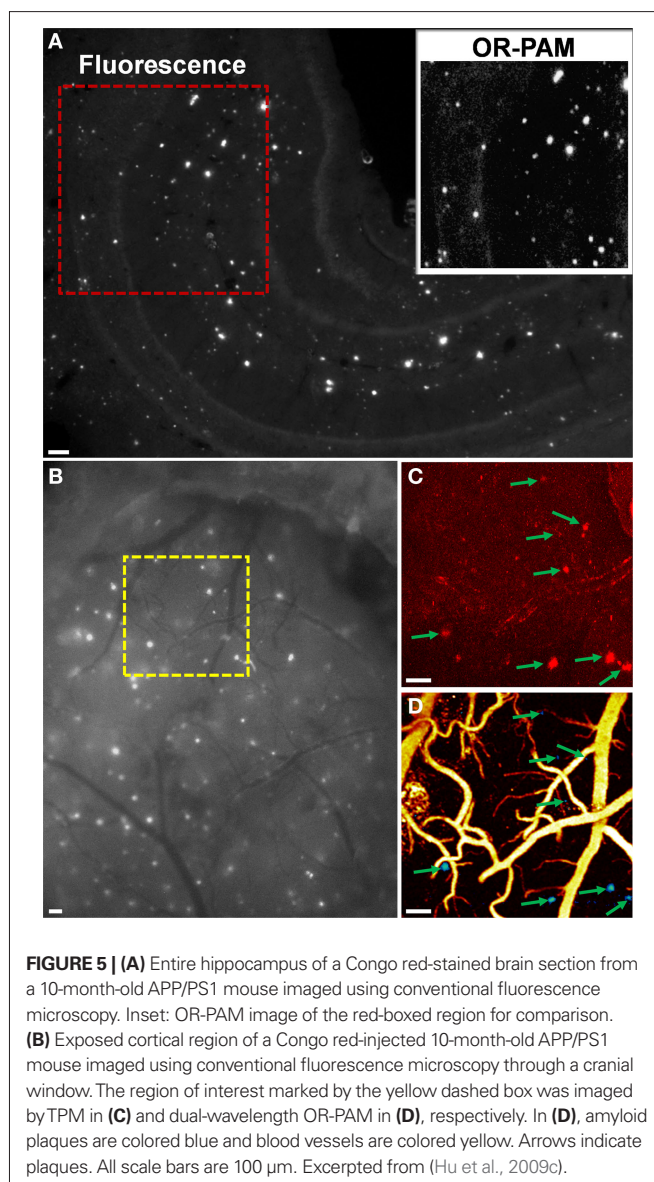 A
Fluorescence
OR-PAM
B
C
D
FIGURE 5 | (A) Entire hippocampus of a Congo red-stained brain section from
a 10-month-old APP/PS1 mouse imaged using conventional fluorescence
microscopy. Inset: OR-PAM image of the red-boxed region for comparison.
(B) Exposed cortical region of a Congo red-injected 10-month-old APP/PS1
mouse imaged using conventional fluorescence microscopy through a cranial
window. The region of interest marked by the yellow dashed box was imaged
by TPM in (C) and dual-wavelength OR-PAM in (D), respectively. In (D), amyloid
plaques are colored blue and blood vessels are colored yellow. Arrows indicate
plaques. All scale bars are 100 μm. Excerpted from (Hu et al., 2009c).